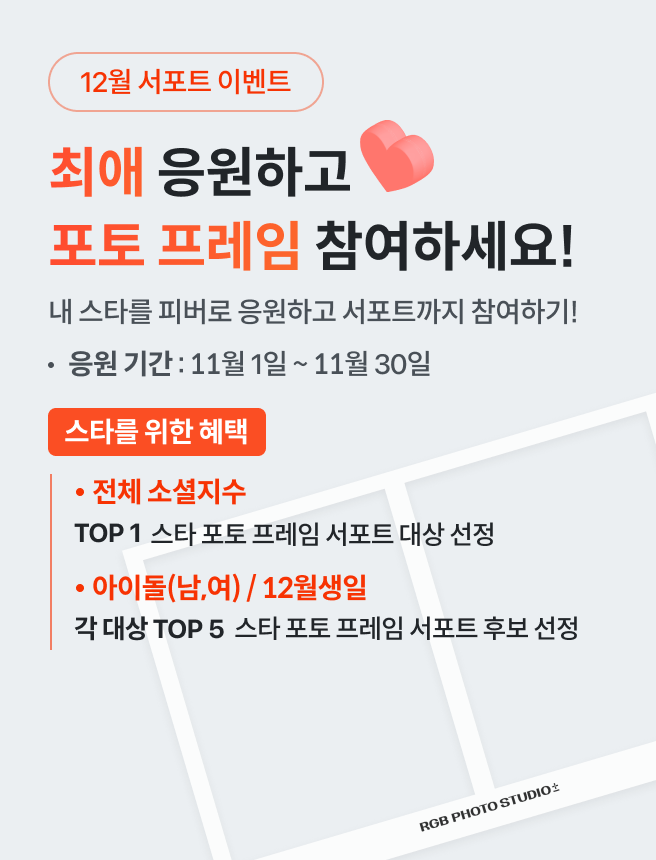 12월 서포트 이벤트
최애 응원하고
포토 프레임 참여하세요!
내 스타를 피버로 응원하고 서포트까지 참여하기!
• 응원 기간 : 11월 1일 ~ 11월 30일
스타를 위한 혜택
• 전체 소셜지수
TOP 1 스타 포토 프레임 서포트 대상 선정
• 아이돌(남,여) / 12월생일
각 대상 TOP 5 스타 포토 프레임 서포트 후보 선정
RGB PHOTO STUDIO±